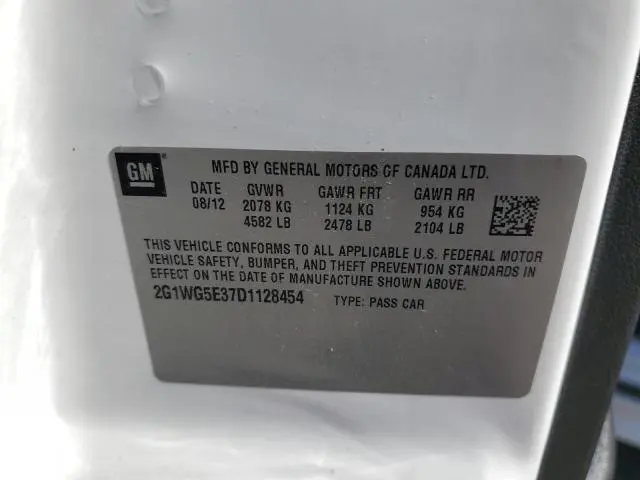 GM
MFD BY GENERAL MOTORS OF CANADA LTD.
DATE GVWR GAWR FRT GAWR RR
08/12 2078 KG 1124 KG 954 KG
4582 LB 2478 LB 2104 LB
THIS VEHICLE CONFORMS TO ALL APPLICABLE U.S. FEDERAL MOTOR
VEHICLE SAFETY, BUMPER, AND THEFT PREVENTION STANDARDS IN
EFFECT ON THE DATE OF MANUFACTURE SHOWN ABOVE.
2G1WG5E37D1128454 TYPE: PASS CAR